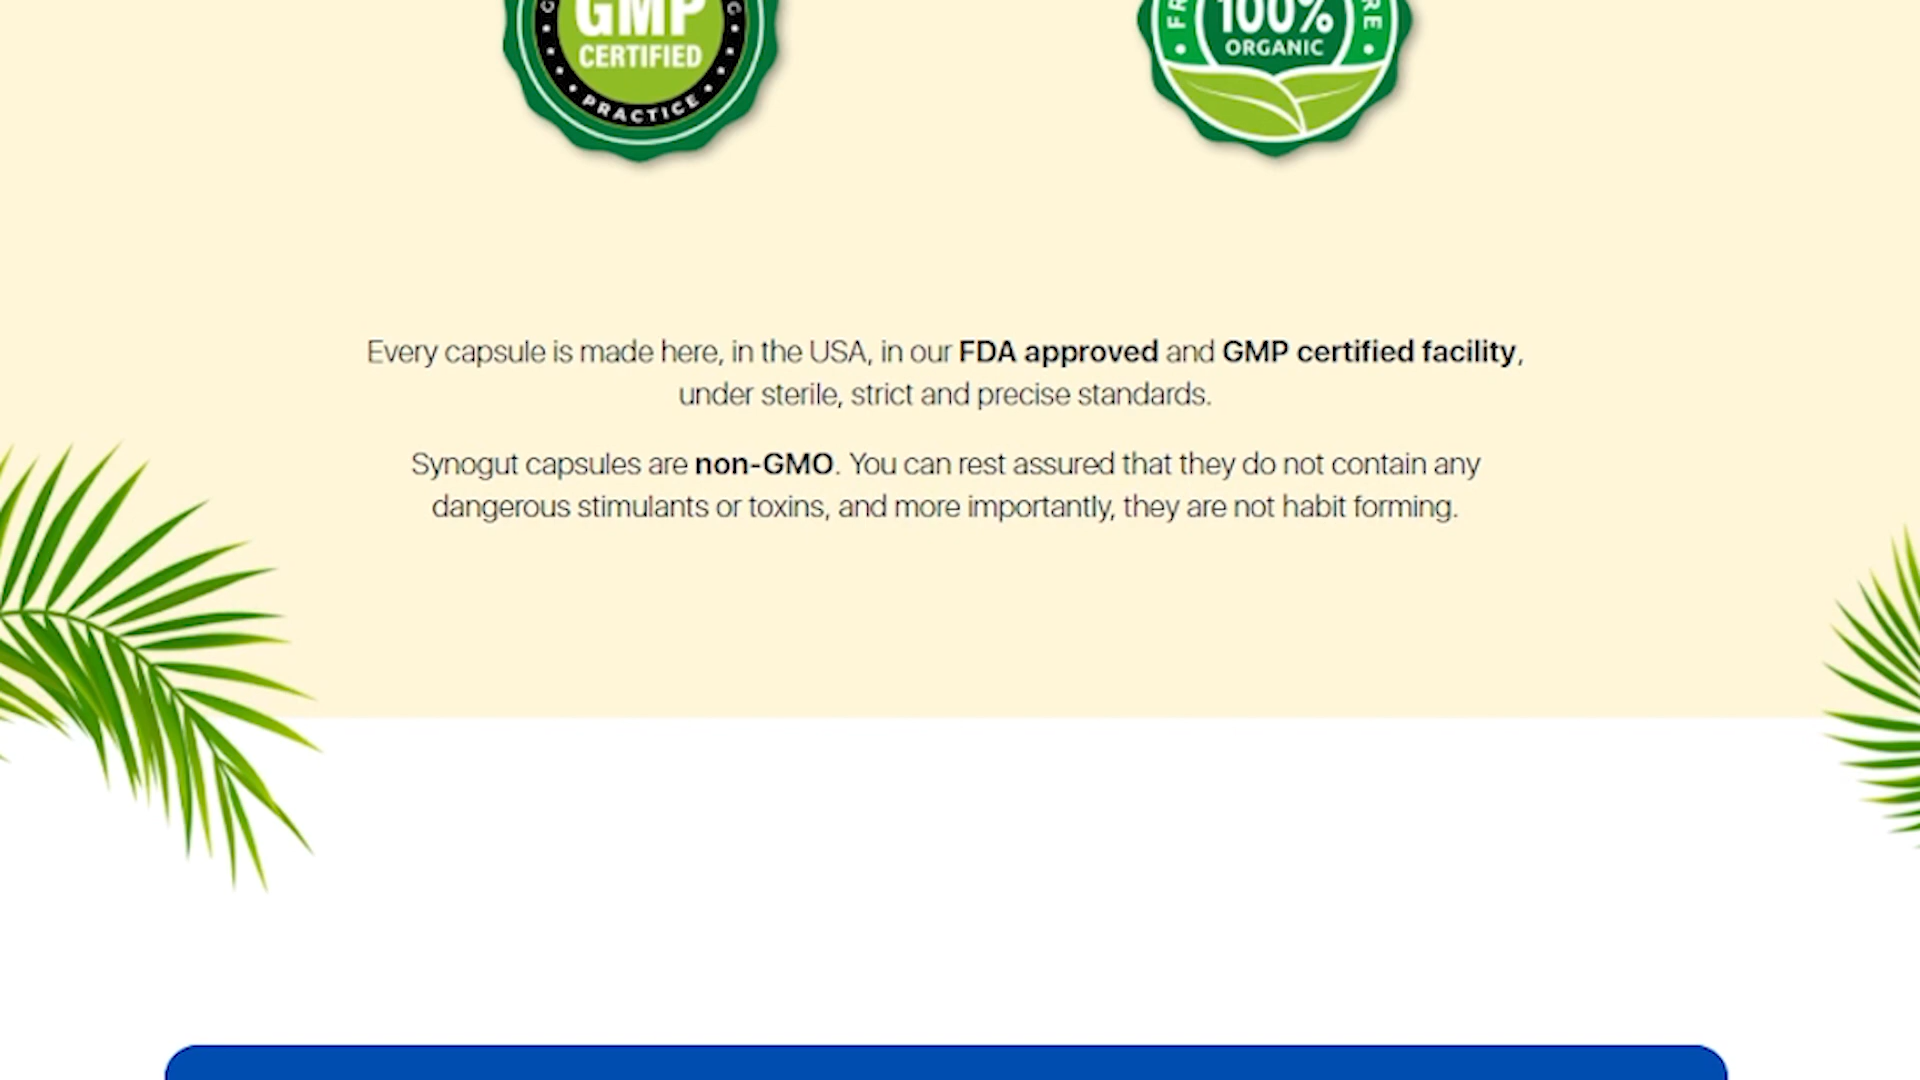 GMP
CERTIFIED
PRACTICE
100%
ORGANIC
Every capsule is made here, in the USA, in our FDA approved and GMP certified facility,
under sterile, strict and precise standards.
Synogut capsules are non-GMO. You can rest assured that they do not contain any
dangerous stimulants or toxins, and more importantly, they are not habit forming.